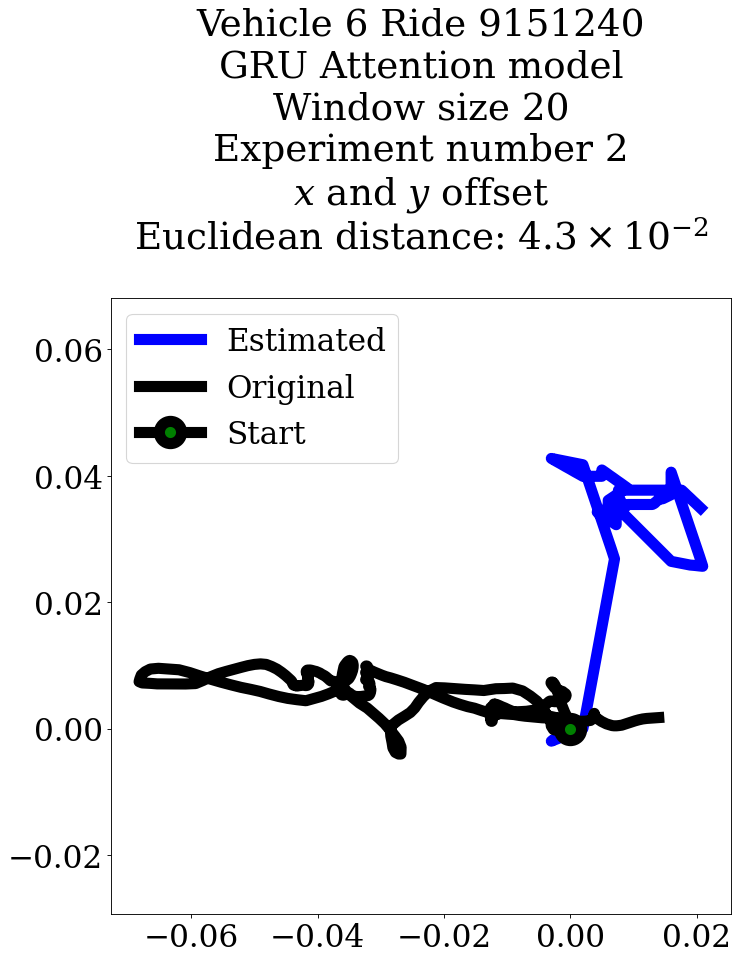 Vehicle 6 Ride 9151240
GRU Attention model
Window size 20
Experiment number 2
x and y offset
Euclidean distance: 4.3 × 10⁻²
Estimated
Original
Start
0.06
0.04
0.02
0.00
−0.02
−0.06 −0.04 −0.02 0.00 0.02